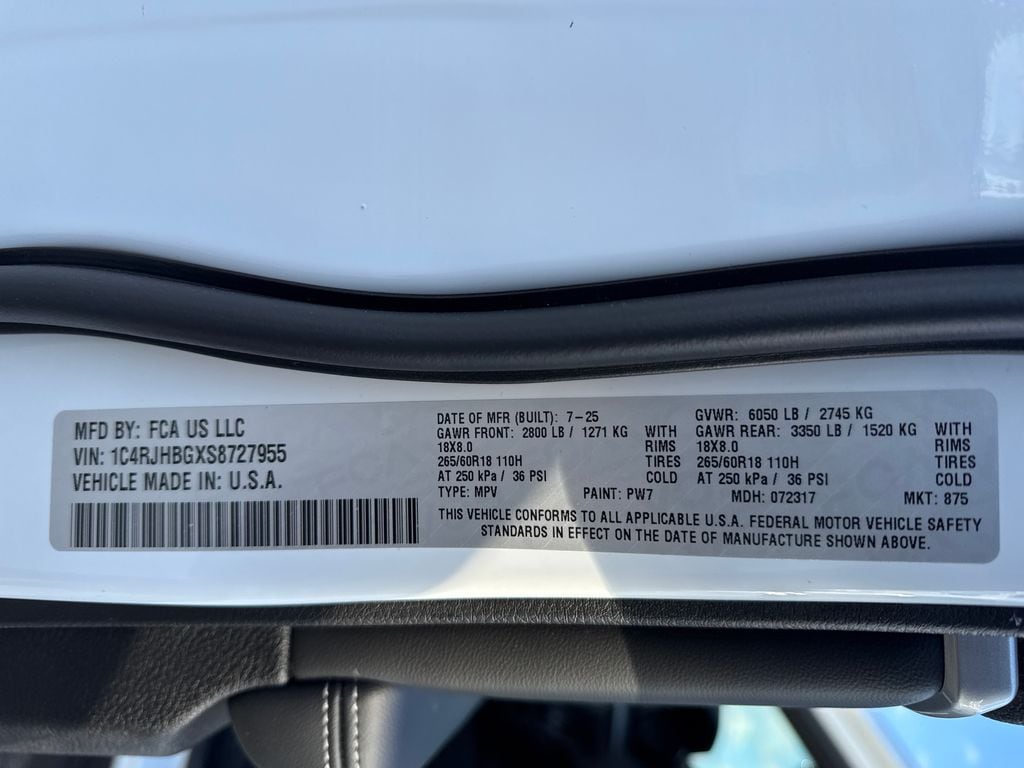 MFD BY: FCA US LLC
VIN: 1C4RJHBGXS8727955
VEHICLE MADE IN: U.S.A.
DATE OF MFR (BUILT): 7-25
GAWR FRONT: 2800 LB / 1271 KG WITH
18X8.0 RIMS
265/60R18 110H TIRES
AT 250 kPa / 36 PSI COLD
TYPE: MPV PAINT: PW7
GVWR: 6050 LB / 2745 KG
GAWR REAR: 3350 LB / 1520 KG WITH
18X8.0 RIMS
265/60R18 110H TIRES
AT 250 kPa / 36 PSI COLD
MDH: 072317 MKT: 875
THIS VEHICLE CONFORMS TO ALL APPLICABLE U.S.A. FEDERAL MOTOR VEHICLE SAFETY
STANDARDS IN EFFECT ON THE DATE OF MANUFACTURE SHOWN ABOVE.